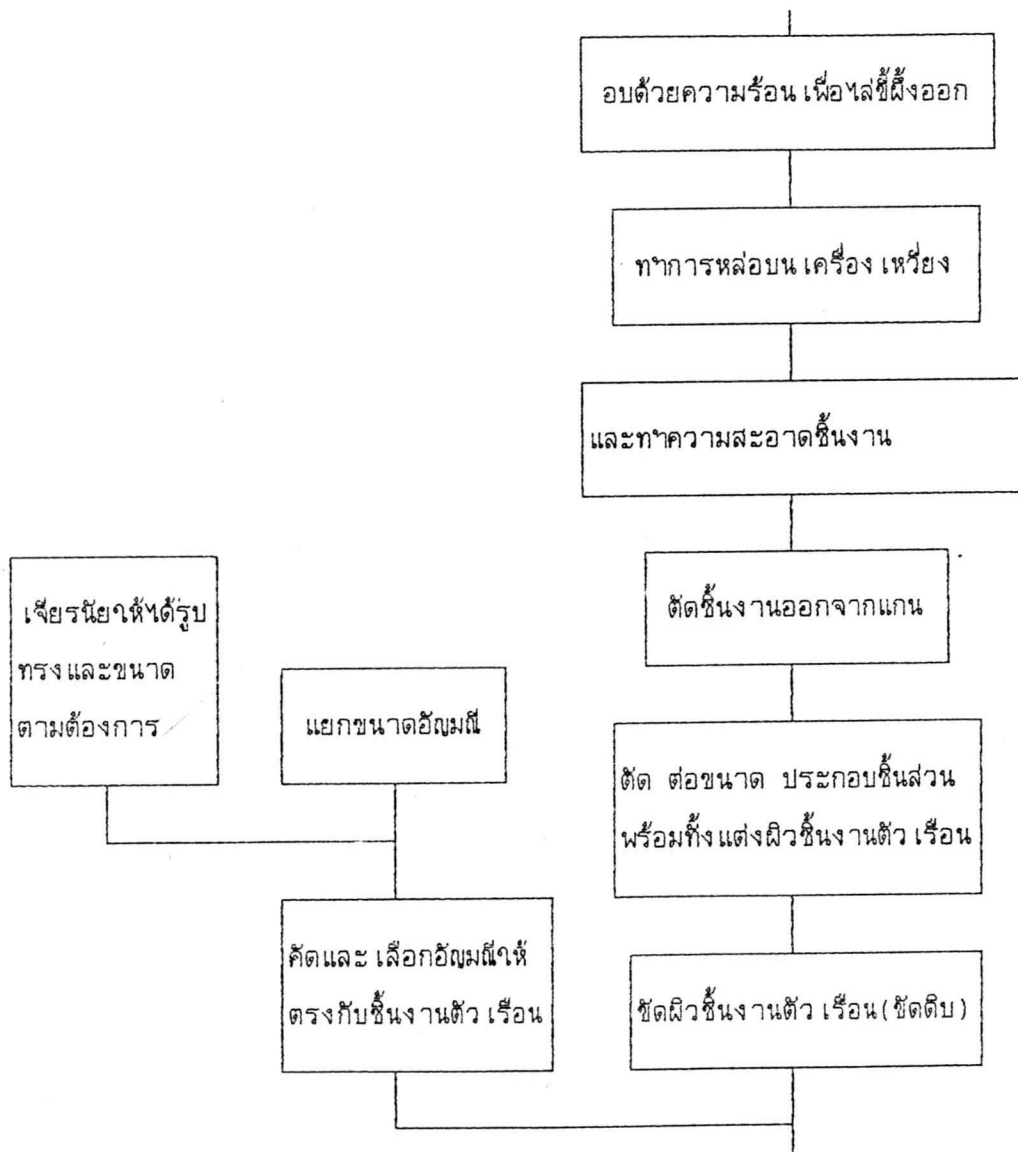 อบด้วยความร้อนเพื่อไล่ขี้ผึ้งออก
ทำการหล่อบนเครื่องเหวี่ยง
และทำความสะอาดชิ้นงาน
ตัดชิ้นงานออกจากแกน
เจียรนัยให้ได้รูป
ทรงและขนาด
ตามต้องการ
แยกขนาดอัญมณี
ตัด ต่อขนาด ประกอบชิ้นส่วน
พร้อมทั้งแต่งผิวชิ้นงานตัวเรือน
คัดและเลือกอัญมณีให้
ตรงกับชิ้นงานตัวเรือน
ขัดผิวชิ้นงานตัวเรือน(ขัดดิบ)